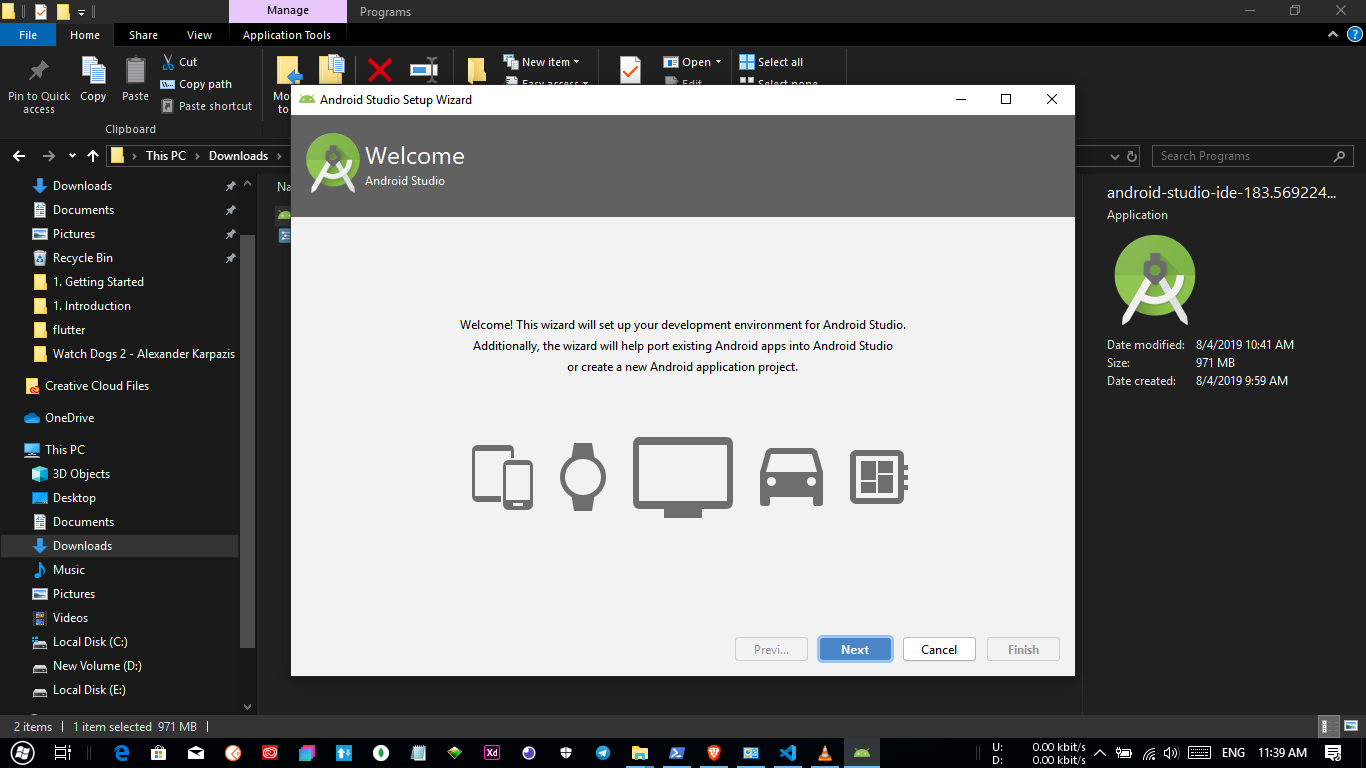 Manage
Programs
File
Home
Share
View
Application Tools
Pin to Quick access
Copy
Paste
Cut
Copy path
Paste shortcut
Clipboard
New item
Easy access
Open
Edit
Select all
Select none
This PC
Downloads
Search Programs
Downloads
Documents
Pictures
Recycle Bin
1. Getting Started
1. Introduction
flutter
Watch Dogs 2 - Alexander Karpazis
Creative Cloud Files
OneDrive
This PC
3D Objects
Desktop
Documents
Downloads
Music
Pictures
Videos
Local Disk (C:)
New Volume (D:)
Local Disk (E:)
Android Studio Setup Wizard
Welcome
Android Studio
Welcome! This wizard will set up your development environment for Android Studio.
Additionally, the wizard will help port existing Android apps into Android Studio
or create a new Android application project.
Previ...
Next
Cancel
Finish
android-studio-ide-183.569224...
Application
Date modified: 8/4/2019 10:41 AM
Size: 971 MB
Date created: 8/4/2019 9:59 AM
2 items
1 item selected 971 MB
Xd
U: 0.00 kbit/s
D: 0.00 kbit/s
ENG
11:39 AM